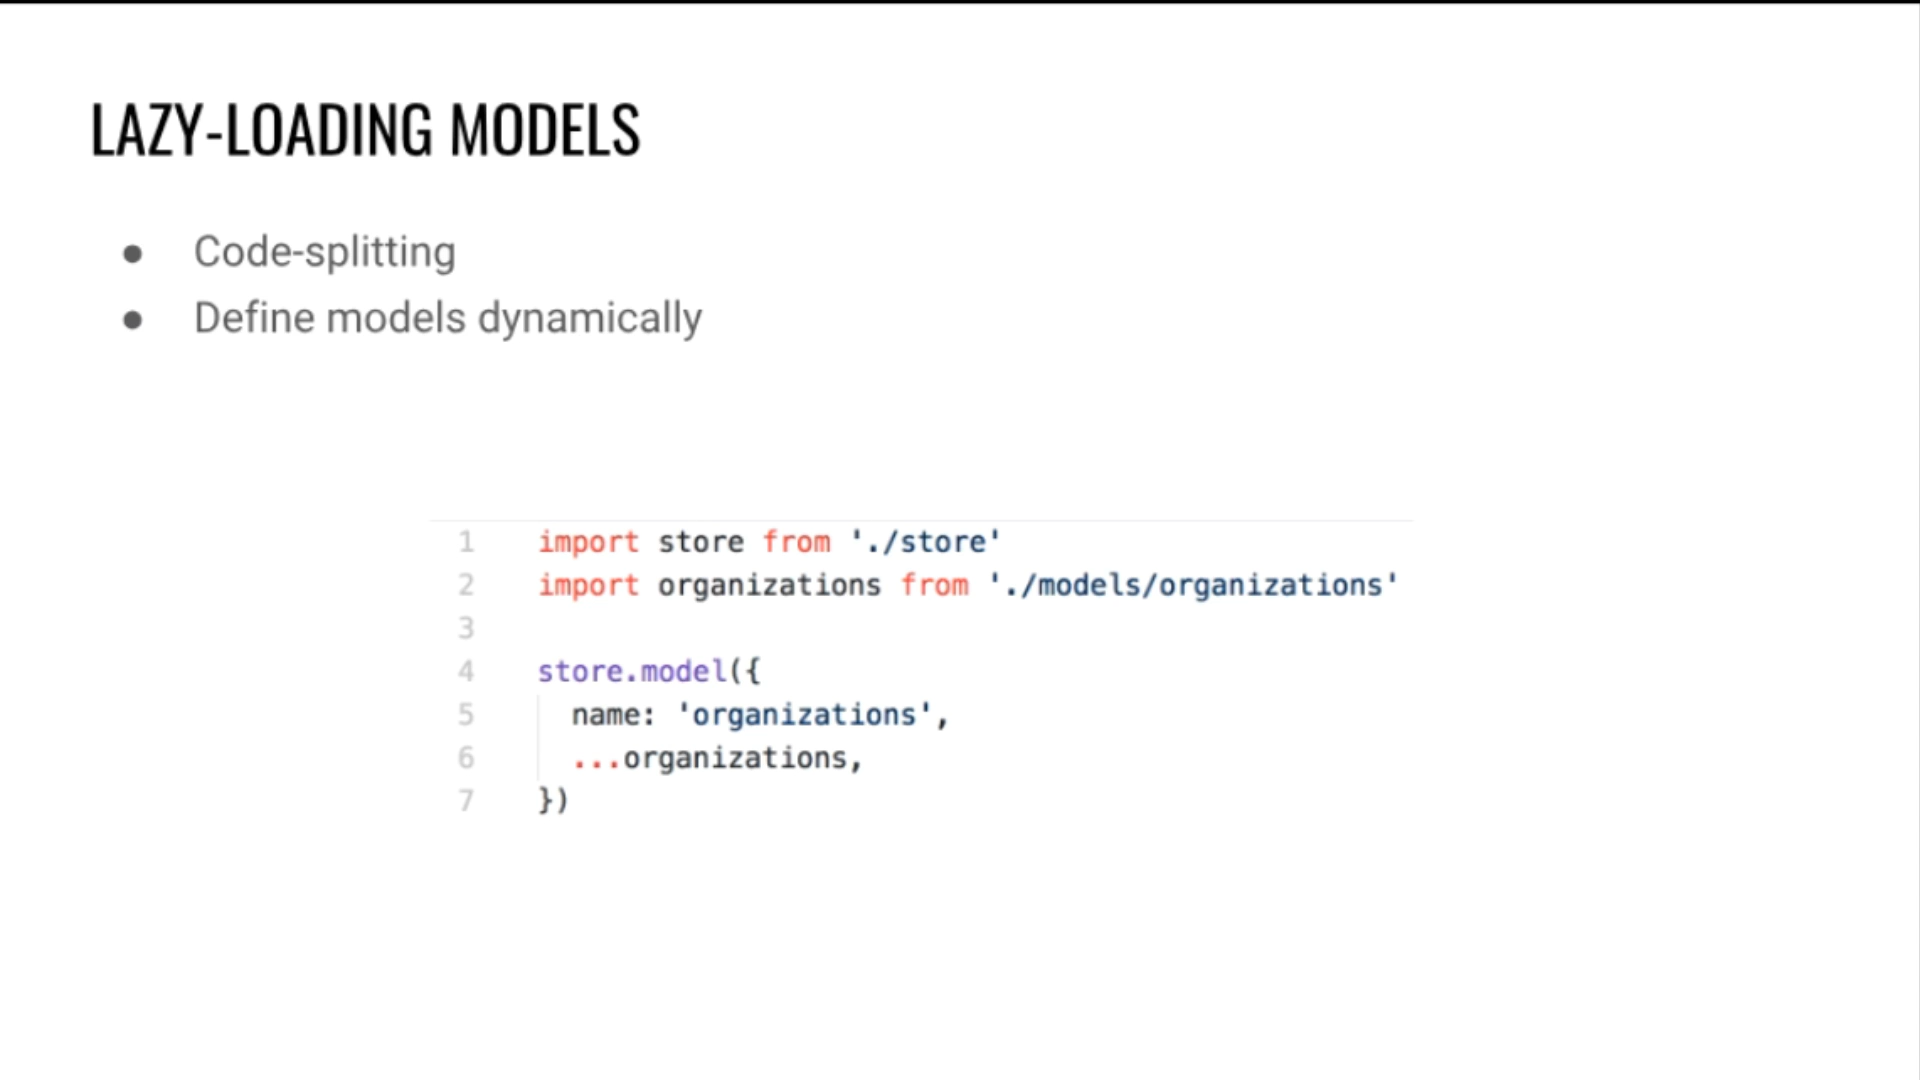 LAZY-LOADING MODELS
● Code-splitting
● Define models dynamically
1 import store from './store'
2 import organizations from './models/organizations'
3
4 store.model({
5   name: 'organizations',
6   ...organizations,
7 })